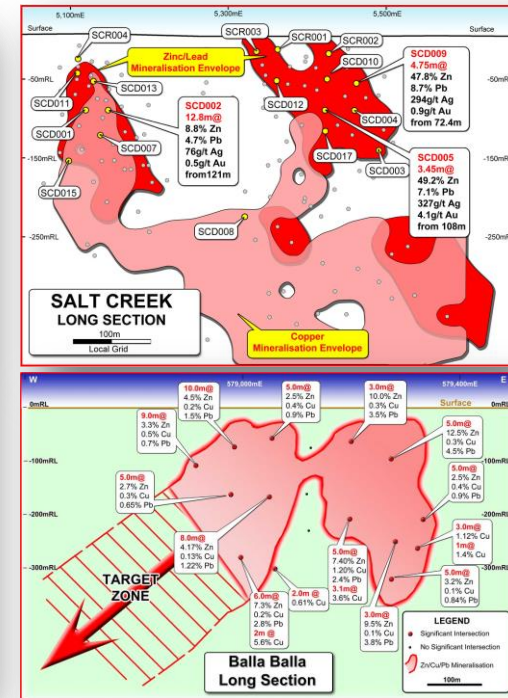 5,100mE
5,300mE
5,500mE
Surface
Surface
SCR004
SCR003
SCR001
SCR002
SCD010
SCD009
4.75m@
47.8% Zn
8.7% Pb
294g/t Ag
0.9g/t Au
from 72.4m
Zinc/Lead
Mineralisation Envelope
-50mRL
-50mRL
SCD011
SCD013
SCD002
12.8m@
8.8% Zn
4.7% Pb
76g/t Ag
0.5g/t Au
from121m
SCD012
SCD004
SCD001
SCD007
-150mRL
-150mRL
SCD017
SCD003
SCD005
3.45m@
49.2% Zn
7.1% Pb
327g/t Ag
4.1g/t Au
from 108m
SCD015
SCD008
-250mRL
-250mRL
SALT CREEK
LONG SECTION
100m
Local Grid
Copper
Mineralisation Envelope
W
579,000mE
579,400mE
E
0mRL
0mRL
Surface
10.0m@
4.5% Zn
0.2% Cu
1.5% Pb
5.0m@
2.5% Zn
0.4% Cu
0.9% Pb
3.0m@
10.0% Zn
0.3% Cu
3.5% Pb
9.0m@
3.3% Zn
0.5% Cu
0.7% Pb
5.0m@
12.5% Zn
0.3% Cu
4.5% Pb
-100mRL
-100mRL
5.0m@
2.7% Zn
0.3% Cu
0.65% Pb
5.0m@
2.5% Zn
0.4% Cu
0.9% Pb
-200mRL
-200mRL
8.0m@
4.17% Zn
0.13% Cu
1.22% Pb
3.0m@
1.12% Cu
1m@
1.4% Cu
5.0m@
7.40% Zn
1.20% Cu
2.4% Pb
3.1m@
3.6% Cu
5.0m@
3.2% Zn
0.1% Cu
0.84% Pb
-300mRL
-300mRL
TARGET
ZONE
6.0m@
7.3% Zn
0.2% Cu
2.8% Pb
2m@
5.6% Cu
2.0m@
0.61% Cu
3.0m@
9.5% Zn
0.1% Cu
3.8% Pb
Balla Balla
Long Section
LEGEND
Significant Intersection
No Significant Intersection
Zn/Cu/Pb Mineralisation
100m